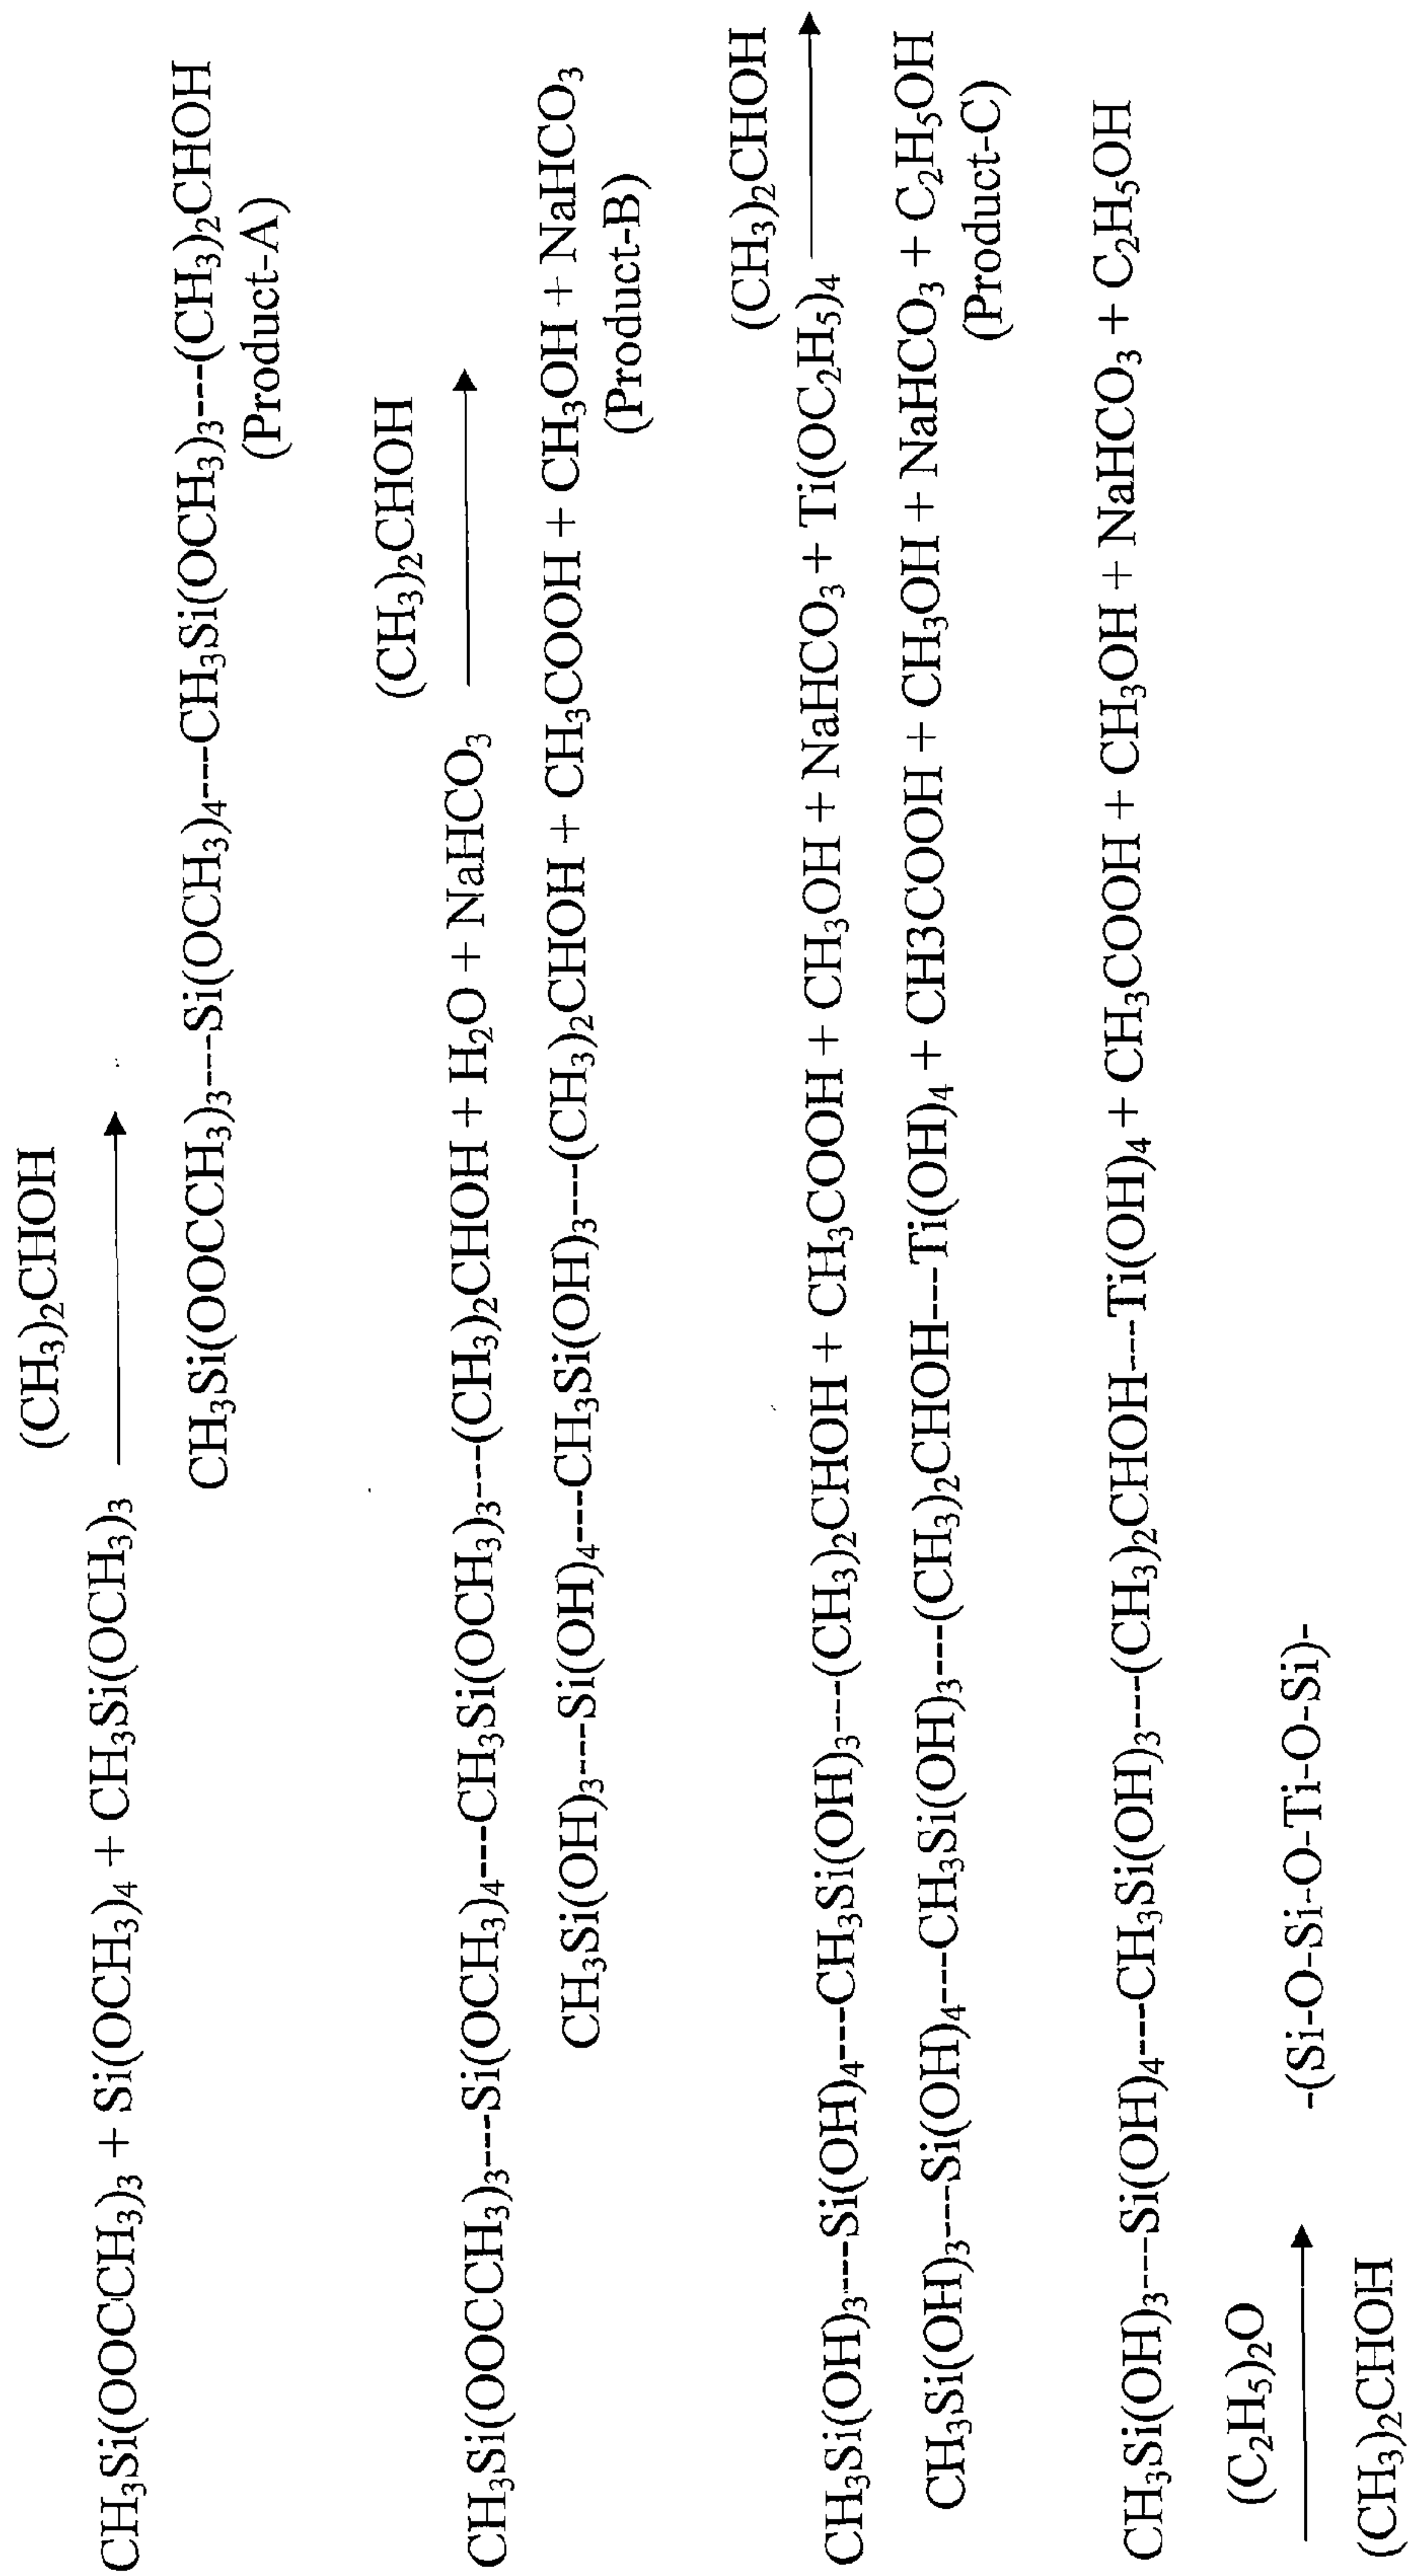 (CH₃)₂CHOH
CH₃Si(OOCCH₃)₃ + Si(OCH₃)₄ + CH₃Si(OCH₃)₃ ⟶
CH₃Si(OOCCH₃)₃----Si(OCH₃)₄----CH₃Si(OCH₃)₃---(CH₃)₂CHOH
(Product-A)
(CH₃)₂CHOH
CH₃Si(OOCCH₃)₃----Si(OCH₃)₄----CH₃Si(OCH₃)₃----(CH₃)₂CHOH + H₂O + NaHCO₃ ⟶
CH₃Si(OH)₃----Si(OH)₄----CH₃Si(OH)₃----(CH₃)₂CHOH + CH₃COOH + CH₃OH + NaHCO₃
(Product-B)
(CH₃)₂CHOH
CH₃Si(OH)₃----Si(OH)₄----CH₃Si(OH)₃----(CH₃)₂CHOH + CH₃COOH + CH₃OH + NaHCO₃ + Ti(OC₂H₅)₄ ⟶
CH₃Si(OH)₃----Si(OH)₄----CH₃Si(OH)₃----(CH₃)₂CHOH----Ti(OH)₄ + CH3COOH + CH₃OH + NaHCO₃ + C₂H₅OH
(Product-C)
CH₃Si(OH)₃----Si(OH)₄----CH₃Si(OH)₃----(CH₃)₂CHOH----Ti(OH)₄ + CH₃COOH + CH₃OH + NaHCO₃ + C₂H₅OH
(C₂H₅)₂O
⟶ -(Si-O-Si-O-Ti-O-Si)-
(CH₃)₂CHOH